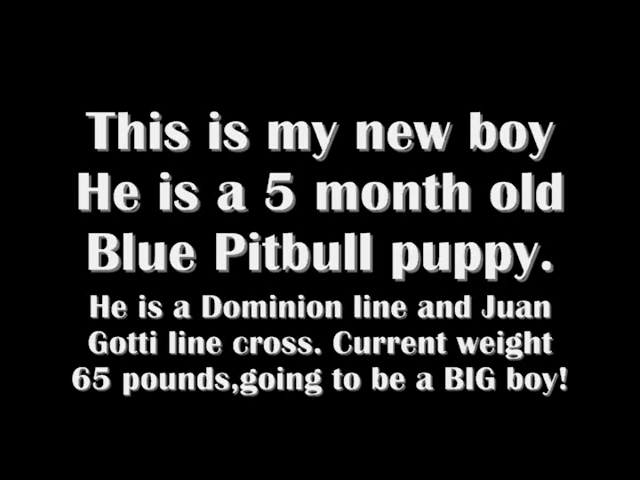 This is my new boy
He is a 5 month old
Blue Pitbull puppy.
He is a Dominion line and Juan
Gotti line cross. Current weight
65 pounds,going to be a BIG boy!